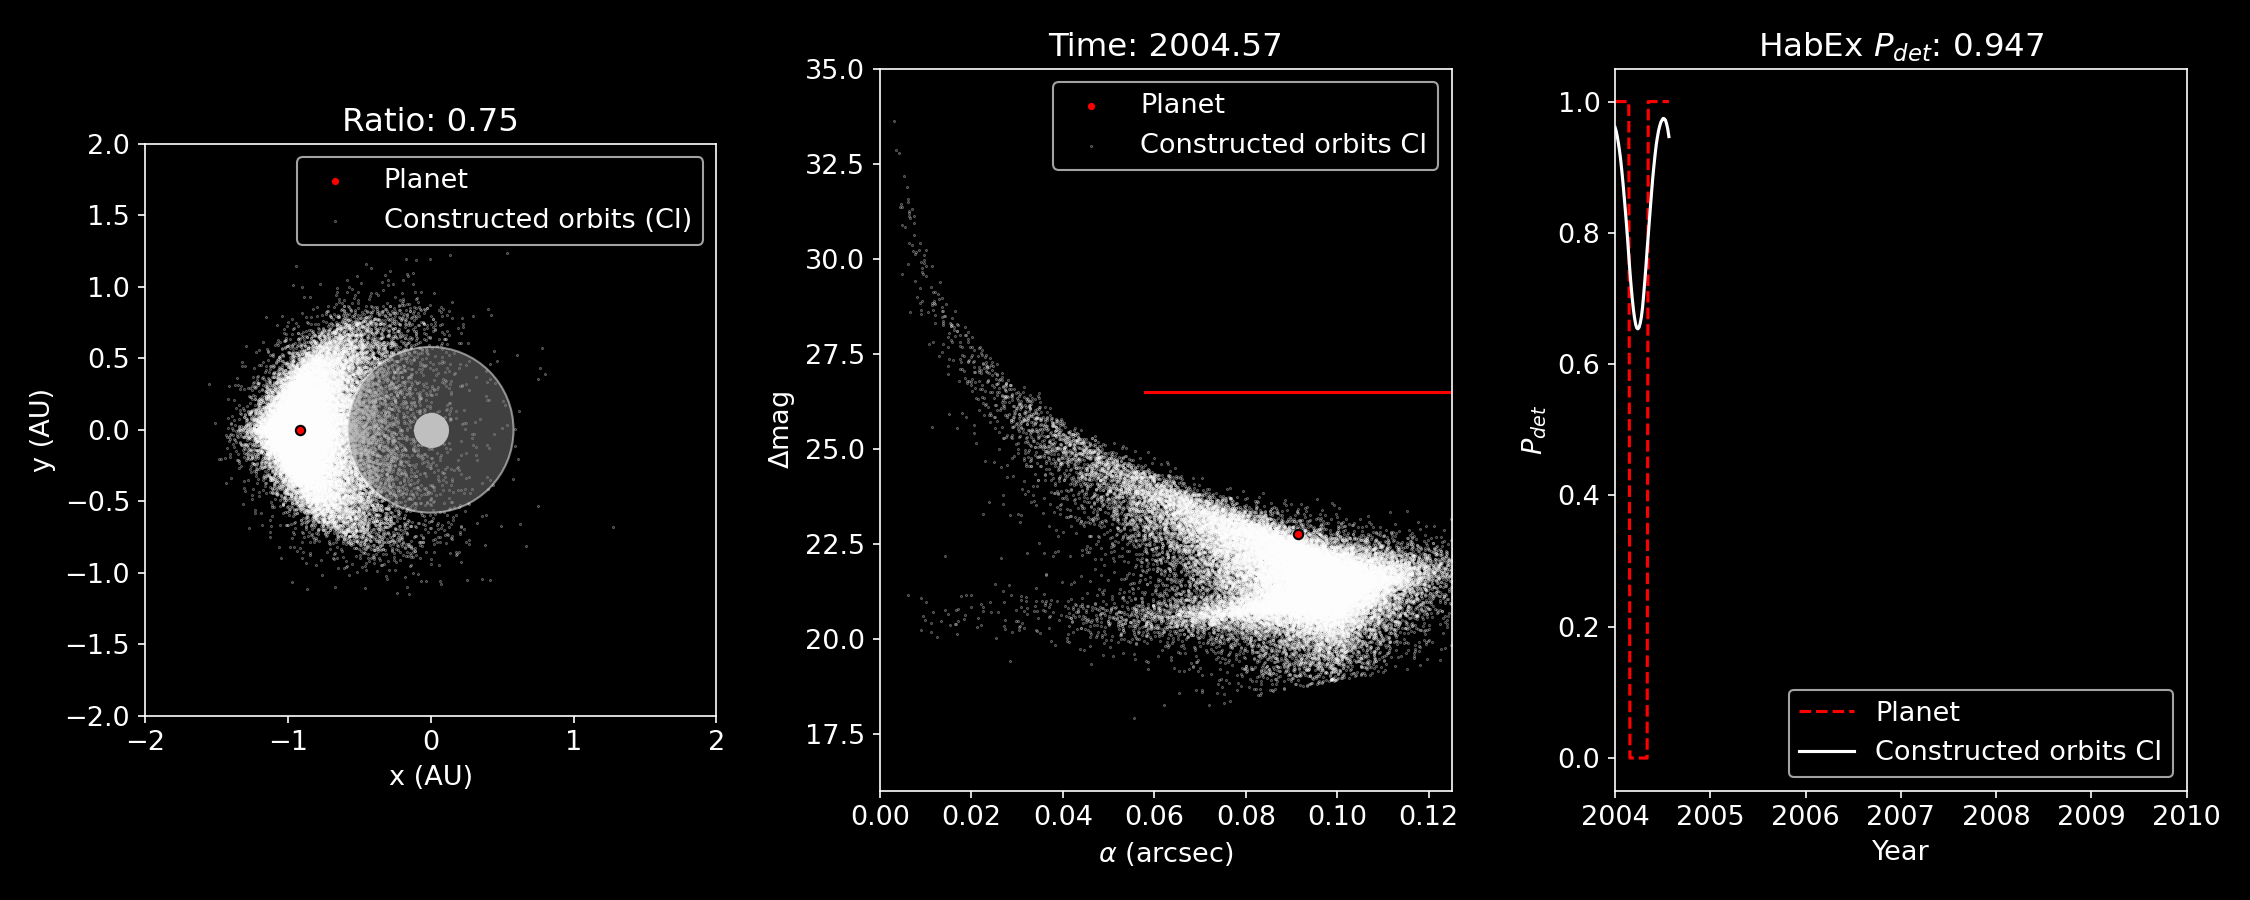 Ratio: 0.75
2.0
1.5
1.0
0.5
0.0
−0.5
−1.0
−1.5
−2.0
−2 −1 0 1 2
x (AU)
y (AU)
Planet
Constructed orbits (CI)
Time: 2004.57
35.0
32.5
30.0
27.5
25.0
22.5
20.0
17.5
0.00 0.02 0.04 0.06 0.08 0.10 0.12
α (arcsec)
Δmag
Planet
Constructed orbits CI
HabEx P_det: 0.947
1.0
0.8
0.6
0.4
0.2
0.0
2004 2005 2006 2007 2008 2009 2010
Year
P_det
Planet
Constructed orbits CI